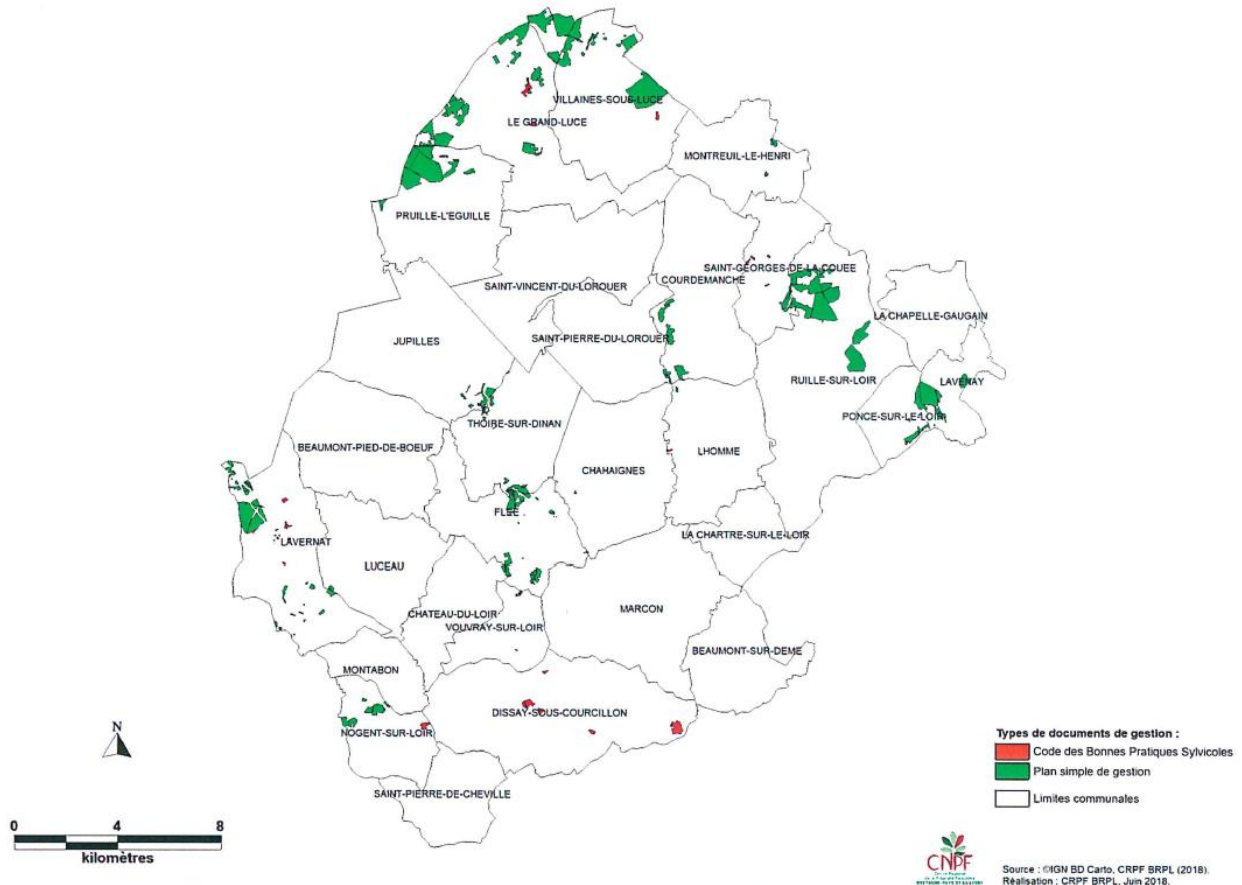 VILLAINES-SOUS-LUCE
LE GRAND-LUCE
MONTREUIL-LE-HENRI
PRUILLE-L'EGUILLE
SAINT-GEORGES-DE-LA-COUEE
COURDEMANCHE
SAINT-VINCENT-DU-LOROUER
LA CHAPELLE-GAUGAIN
SAINT-PIERRE-DU-LOROUER
JUPILLES
RUILLE-SUR-LOIR
LAVENAY
PONCE-SUR-LE-LOIR
THOIRE-SUR-DINAN
BEAUMONT-PIED-DE-BOEUF
LHOMME
CHAHAIGNES
FLEE
LA CHARTRE-SUR-LE-LOIR
LAVERNAT
LUCEAU
MARCON
CHATEAU-DU-LOIR
VOUVRAY-SUR-LOIR
BEAUMONT-SUR-DEME
MONTABON
DISSAY-SOUS-COURCILLON
NOGENT-SUR-LOIR
SAINT-PIERRE-DE-CHEVILLE
N
0 4 8
kilomètres
Types de documents de gestion :
Code des Bonnes Pratiques Sylvicoles
Plan simple de gestion
Limites communales
CNPF
Source : ©IGN BD Carto, CRPF BRPL (2018).
Réalisation : CRPF BRPL, Juin 2018.